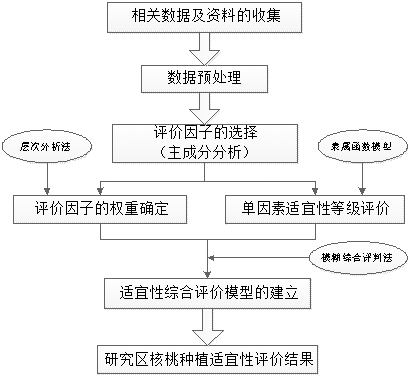 相关数据及资料的收集
数据预处理
评价因子的选择
(主成分分析)
层次分析法
隶属函数模型
评价因子的权重确定
单因素适宜性等级评价
模糊综合评判法
适宜性综合评价模型的建立
研究区核桃种植适宜性评价结果